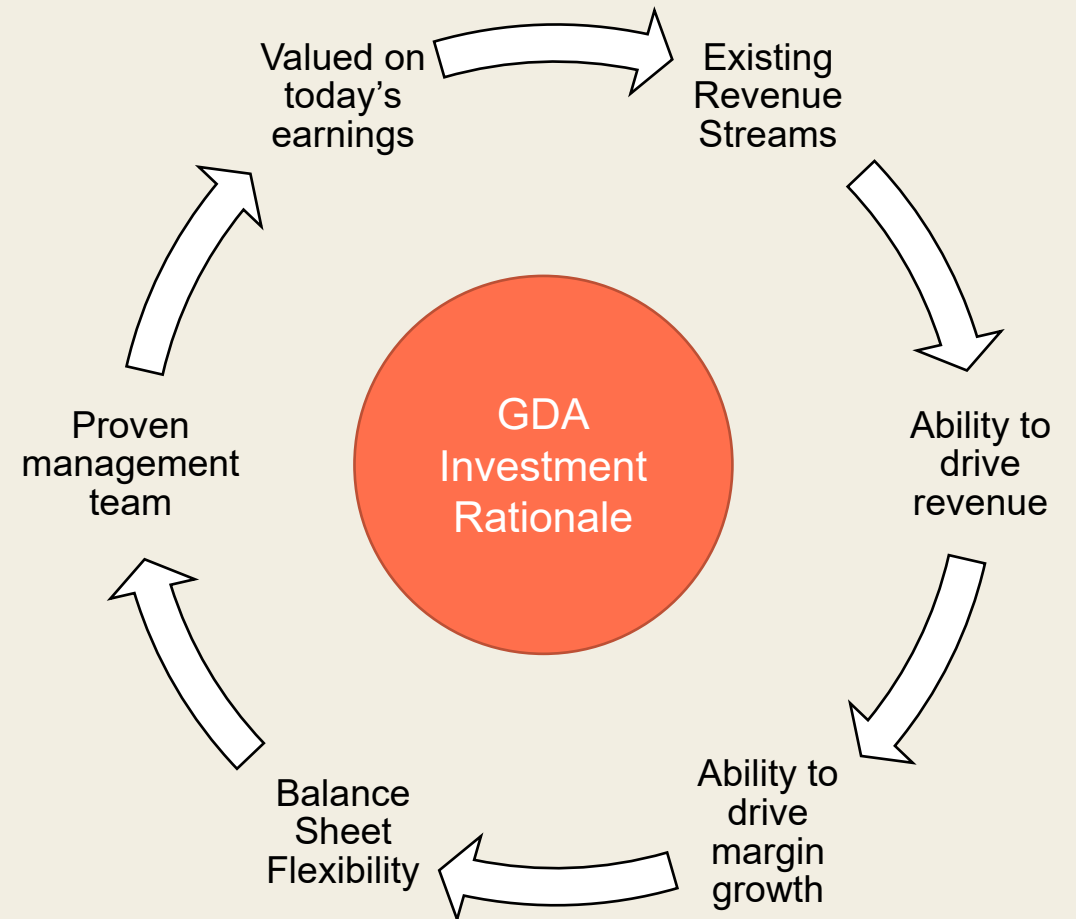 Valued on
today’s
earnings
Existing
Revenue
Streams
Ability to
drive
revenue
Ability to
drive
margin
growth
Balance
Sheet
Flexibility
Proven
management
team
GDA
Investment
Rationale